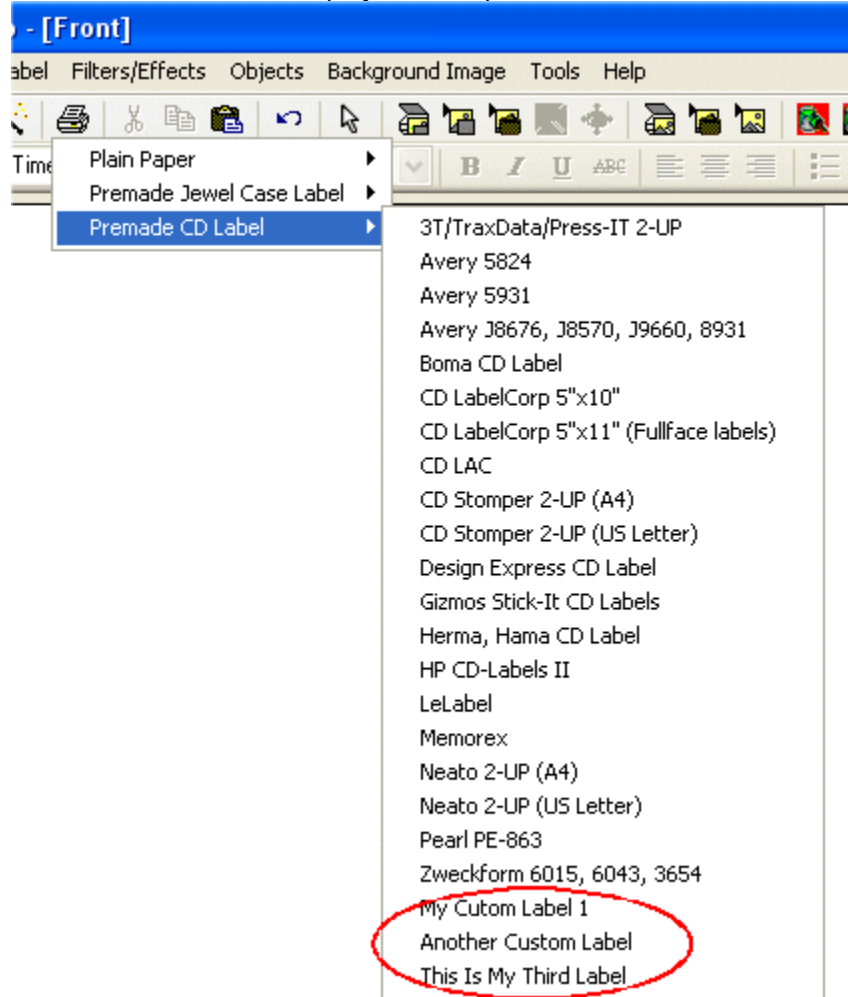 - [Front]
abel Filters/Effects Objects Background Image Tools Help
Time B I U ABC
Plain Paper
Premade Jewel Case Label
Premade CD Label
3T/TraxData/Press-IT 2-UP
Avery 5824
Avery 5931
Avery J8676, J8570, J9660, 8931
Boma CD Label
CD LabelCorp 5"x10"
CD LabelCorp 5"x11" (Fullface labels)
CD LAC
CD Stomper 2-UP (A4)
CD Stomper 2-UP (US Letter)
Design Express CD Label
Gizmos Stick-It CD Labels
Herma, Hama CD Label
HP CD-Labels II
LeLabel
Memorex
Neato 2-UP (A4)
Neato 2-UP (US Letter)
Pearl PE-863
Zweckform 6015, 6043, 3654
My Cutom Label 1
Another Custom Label
This Is My Third Label